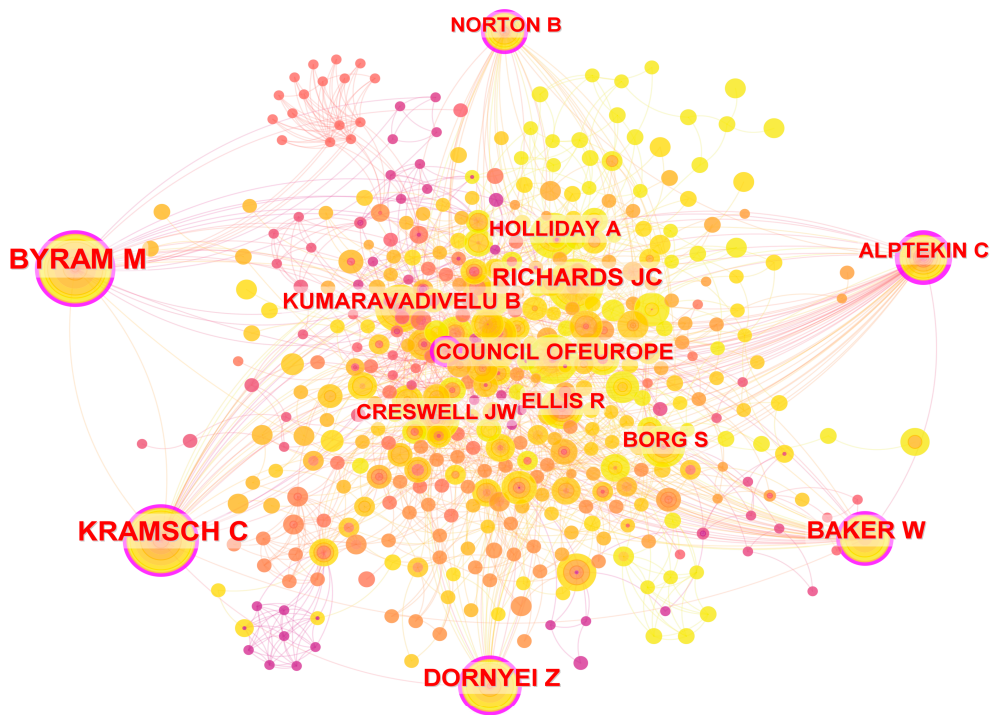 NORTON B
HOLLIDAY A
BYRAM M
ALPTEKIN C
RICHARDS JC
KUMARAVADIVELU B
COUNCIL OFEUROPE
ELLIS R
CRESWELL JW
BORG S
KRAMSCH C
BAKER W
DORNYEI Z